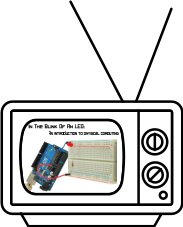 In The Blink Of An LED:
An introduction to physical computing